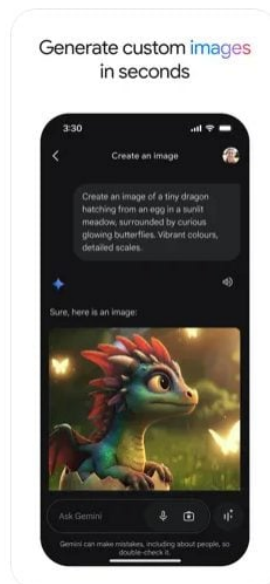 Generate custom images
in seconds
3:30
Create an image
Create an image of a tiny dragon
hatching from an egg in a sunlit
meadow, surrounded by curious
glowing butterflies. Vibrant colours,
detailed scales.
Sure, here is an image:
Ask Gemini
Gemini can make mistakes, including about people, so
double-check it.